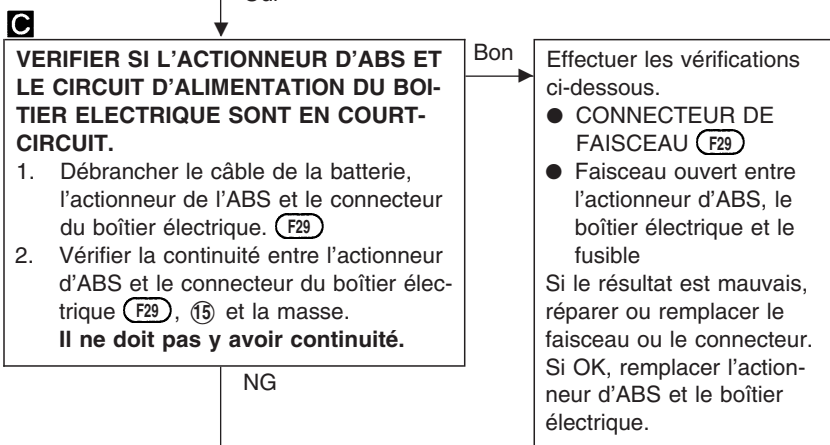 Oui
C
VERIFIER SI L'ACTIONNEUR D'ABS ET
LE CIRCUIT D'ALIMENTATION DU BOI-
TIER ELECTRIQUE SONT EN COURT-
CIRCUIT.
1. Débrancher le câble de la batterie,
l'actionneur de l'ABS et le connecteur
du boîtier électrique. F29
2. Vérifier la continuité entre l'actionneur
d'ABS et le connecteur du boîtier élec-
trique F29, ⑮ et la masse.
Il ne doit pas y avoir continuité.
NG
Bon
Effectuer les vérifications
ci-dessous.
● CONNECTEUR DE
FAISCEAU F29
● Faisceau ouvert entre
l'actionneur d'ABS, le
boîtier électrique et le
fusible
Si le résultat est mauvais,
réparer ou remplacer le
faisceau ou le connecteur.
Si OK, remplacer l'action-
neur d'ABS et le boîtier
électrique.